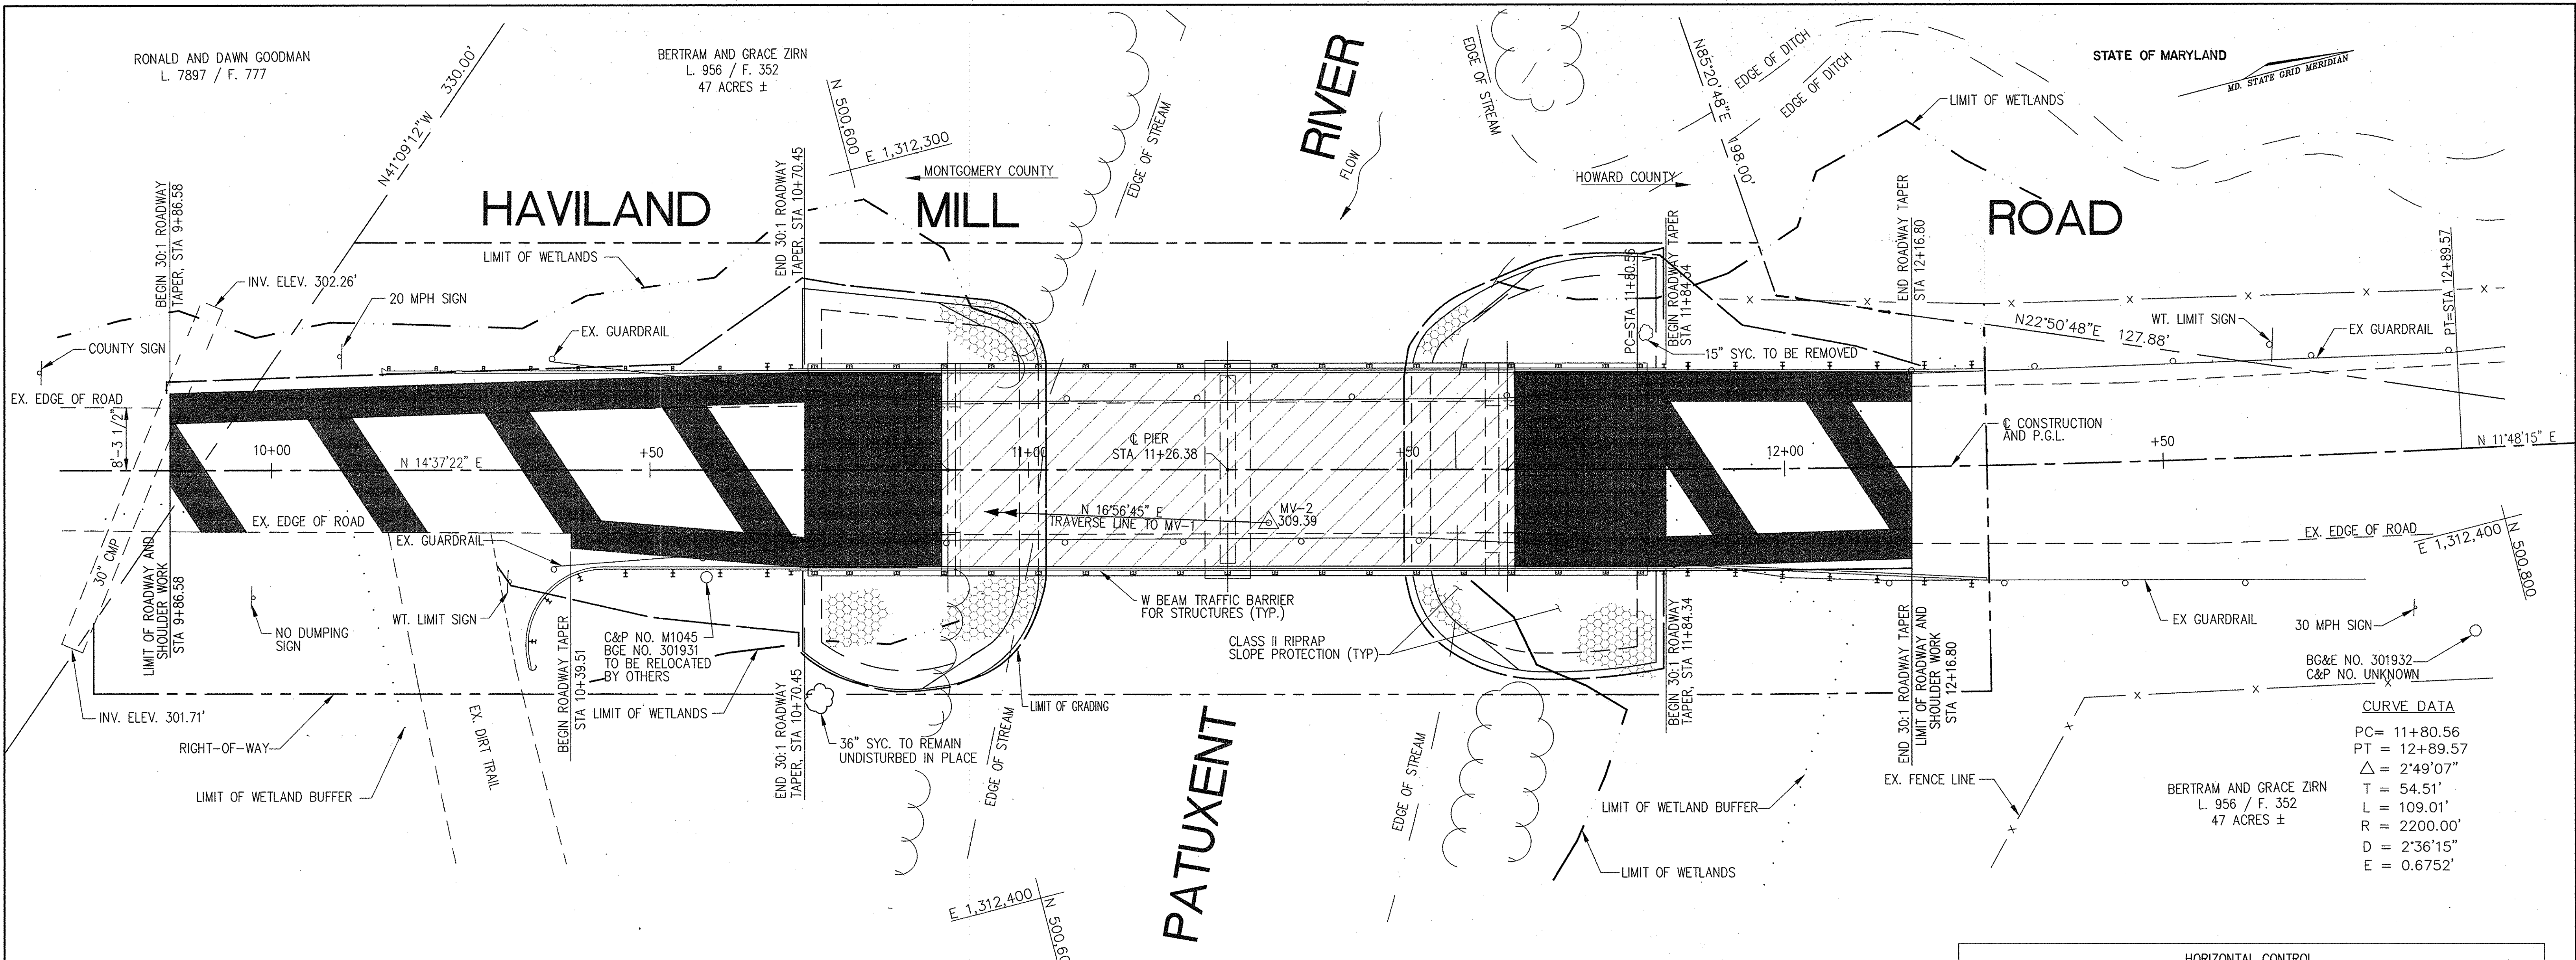 RONALD AND DAWN GOODMAN
L. 7897 / F. 777
N41°09'12"W 330.00'
BERTRAM AND GRACE ZIRN
L. 956 / F. 352
47 ACRES ±
N 500,600
E 1,312,300
MONTGOMERY COUNTY
EDGE OF STREAM
RIVER
FLOW
EDGE OF STREAM
N85°20'48"E 198.00'
EDGE OF DITCH
EDGE OF DITCH
LIMIT OF WETLANDS
STATE OF MARYLAND
MD. STATE GRID MERIDIAN
HOWARD COUNTY
HAVILAND MILL ROAD
BEGIN 30:1 ROADWAY
TAPER, STA 9+86.58
END 30:1 ROADWAY
TAPER, STA 10+70.45
LIMIT OF WETLANDS
INV. ELEV. 302.26'
20 MPH SIGN
EX. GUARDRAIL
COUNTY SIGN
PC=STA 11+80.56
BEGIN ROADWAY TAPER
STA 11+84.34
END ROADWAY TAPER
STA 12+16.80
15" SYC. TO BE REMOVED
N22°50'48"E 127.88'
WT. LIMIT SIGN
EX GUARDRAIL
PT=STA 12+89.57
EX. EDGE OF ROAD
8'-3 1/2"
10+00
N 14°37'22" E
+50
11+00
℄ PIER
STA. 11+26.38
+50
12+00
℄ CONSTRUCTION
AND P.G.L.
+50
N 11°48'15" E
N 16°56'45" E
TRAVERSE LINE TO MV-1
MV-2
309.39
EX. EDGE OF ROAD
EX. EDGE OF ROAD
E 1,312,400
N 500,800
30" CMP
LIMIT OF ROADWAY AND
SHOULDER WORK
STA 9+86.58
EX. GUARDRAIL
NO DUMPING
SIGN
WT. LIMIT SIGN
BEGIN ROADWAY TAPER
STA 10+39.51
C&P NO. M1045
BGE NO. 301931
TO BE RELOCATED
BY OTHERS
LIMIT OF WETLANDS
END 30:1 ROADWAY
TAPER, STA 10+70.45
W BEAM TRAFFIC BARRIER
FOR STRUCTURES (TYP.)
CLASS II RIPRAP
SLOPE PROTECTION (TYP)
LIMIT OF GRADING
BEGIN 30:1 ROADWAY
TAPER, STA 11+84.34
END 30:1 ROADWAY TAPER
LIMIT OF ROADWAY AND
SHOULDER WORK
STA 12+16.80
EX GUARDRAIL
30 MPH SIGN
BG&E NO. 301932
C&P NO. UNKNOWN
INV. ELEV. 301.71'
RIGHT-OF-WAY
LIMIT OF WETLAND BUFFER
EX. DIRT TRAIL
36" SYC. TO REMAIN
UNDISTURBED IN PLACE
EDGE OF STREAM
PATUXENT
EDGE OF STREAM
LIMIT OF WETLAND BUFFER
LIMIT OF WETLANDS
EX. FENCE LINE
BERTRAM AND GRACE ZIRN
L. 956 / F. 352
47 ACRES ±
CURVE DATA
PC= 11+80.56
PT = 12+89.57
△ = 2°49'07"
T = 54.51'
L = 109.01'
R = 2200.00'
D = 2°36'15"
E = 0.6752'
E 1,312,400
HORIZONTAL CONTROL